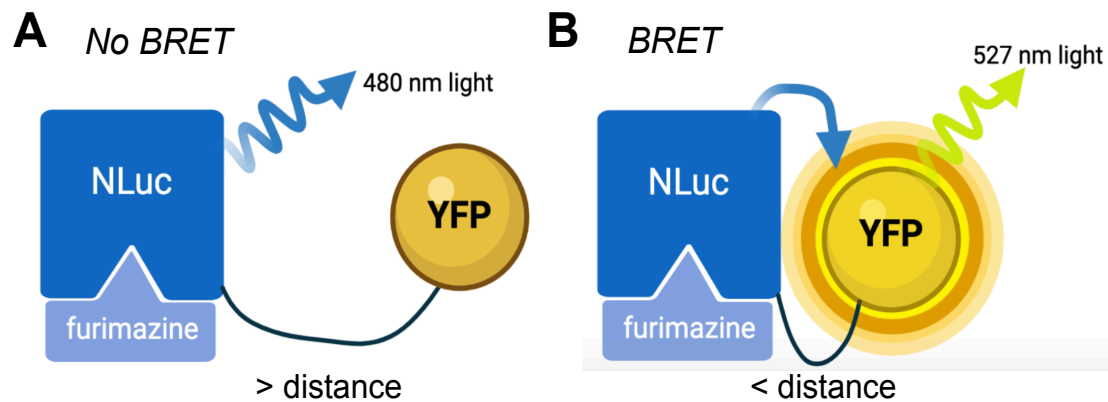 A No BRET
480 nm light
NLuc
YFP
furimazine
> distance
B BRET
527 nm light
NLuc
YFP
furimazine
< distance